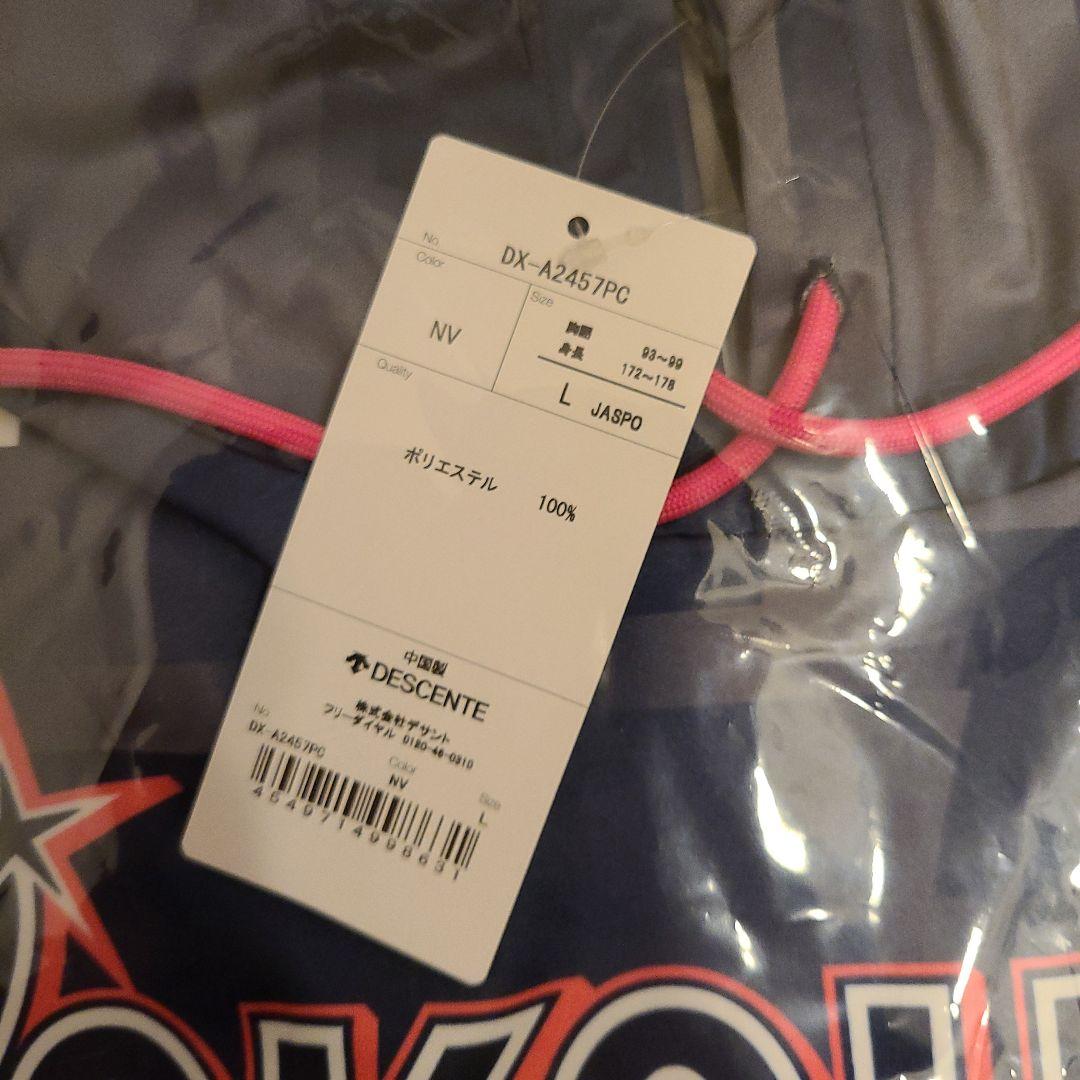 No.
DX-A2457PC
Color
NV
Size
胸囲 93~99
身長 172~178
L JASPO
Quality
ポリエステル 100%
中国製
DESCENTE
株式会社デサント
フリーダイヤル 0120-46-0310
No.
DX-A2457PC
Color
NV
Size
L
4549714998631